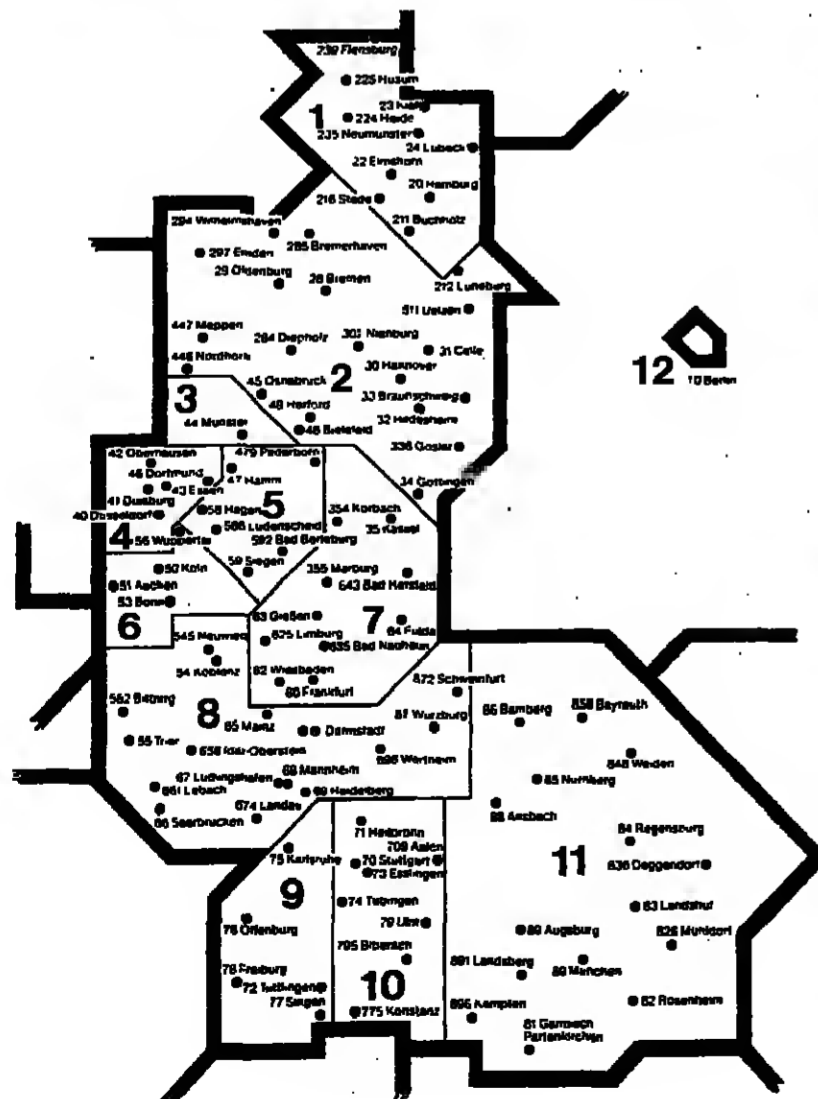 239 Flensburg
225 Husum
23 Kiel
1
224 Heide
235 Neumunster
24 Lubeck
22 Elmshorn
216 Stade
20 Hamburg
211 Buchholz
294 Wilhelmshaven
285 Bremerhaven
297 Emden
29 Oldenburg
28 Bremen
212 Luneburg
311 Uelzen
447 Meppen
284 Diepholz
307 Nienburg
31 Celle
446 Nordhorn
30 Hannover
12
10 Berlin
3
45 Osnabruck
2
33 Braunschweig
49 Herford
32 Hildesheim
44 Munster
48 Bielefeld
338 Goslar
42 Oberhausen
479 Paderborn
46 Dortmund
47 Hamm
34 Gottingen
41 Duisburg
43 Essen
5
40 Dusseldorf
58 Hagen
354 Korbach
588 Ludenscheid
35 Kassel
4
56 Wuppertal
592 Bad Berleburg
50 Koln
59 Siegen
355 Marburg
51 Aachen
643 Bad Hersfeld
53 Bonn
6
63 Gießen
7
64 Fulda
545 Neuwied
625 Limburg
635 Bad Nauheim
54 Koblenz
62 Wiesbaden
60 Frankfurt
872 Schweinfurt
552 Bitburg
8
65 Mainz
87 Wurzburg
86 Bamberg
858 Bayreuth
55 Trier
Darmstadt
658 Idar-Oberstein
698 Wertheim
848 Weiden
67 Ludwigshafen
68 Mannheim
85 Nurnberg
661 Lebach
69 Heidelberg
674 Landau
88 Ansbach
66 Saarbrucken
71 Heilbronn
84 Regensburg
709 Aalen
75 Karlsruhe
70 Stuttgart
11
836 Deggendorf
73 Esslingen
9
74 Tubingen
83 Landshut
76 Offenburg
79 Ulm
89 Augsburg
826 Muhldorf
795 Biberach
891 Landsberg
80 Munchen
78 Freiburg
72 Tuttlingen
10
77 Singen
775 Konstanz
896 Kempten
82 Rosenheim
81 Garmisch
Partenkirchen